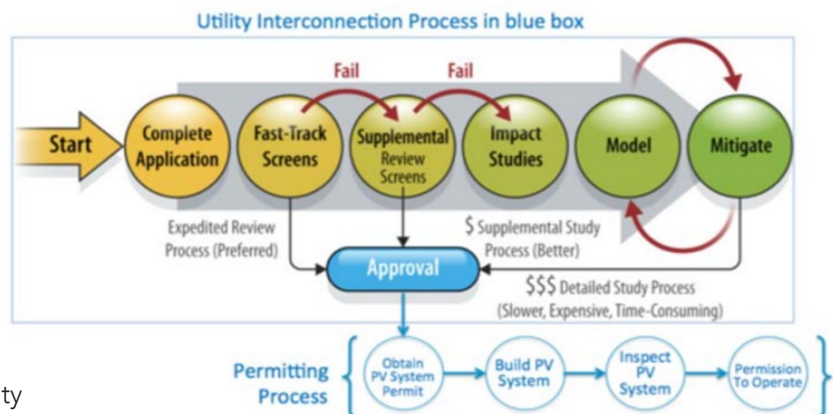 Utility Interconnection Process in blue box
Fail
Fail
Start
Complete
Application
Fast-Track
Screens
Supplemental
Review
Screens
Impact
Studies
Model
Mitigate
Expedited Review
Process (Preferred)
$ Supplemental Study
Process (Better)
Approval
$$$ Detailed Study Process
(Slower, Expensive, Time-Consuming)
Permitting
Process
Obtain
PV System
Permit
Build PV
System
Inspect
PV
System
Permission
To Operate
ty